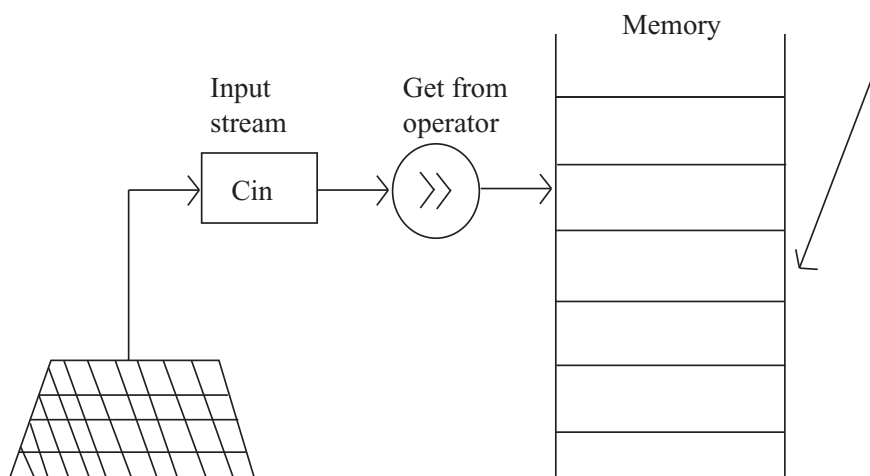 Memory
Input
stream
Get from
operator
Cin
>>